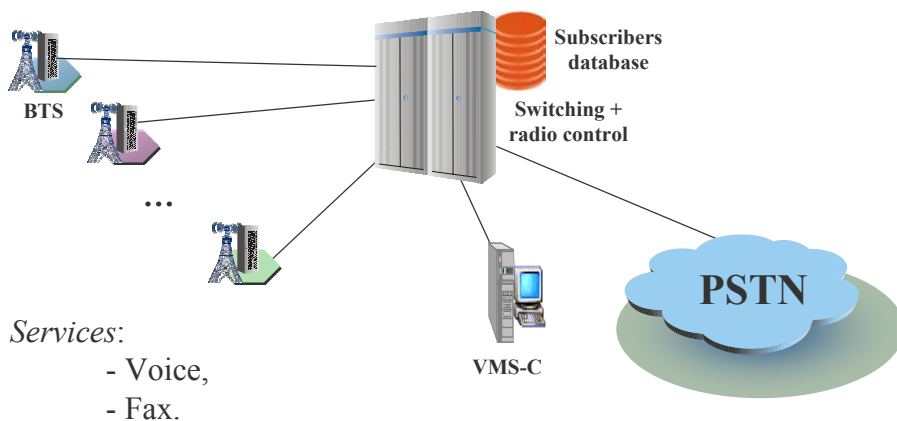 Subscribers
database
Switching +
radio control
BTS
...
PSTN
VMS-C
Services:
- Voice,
- Fax.